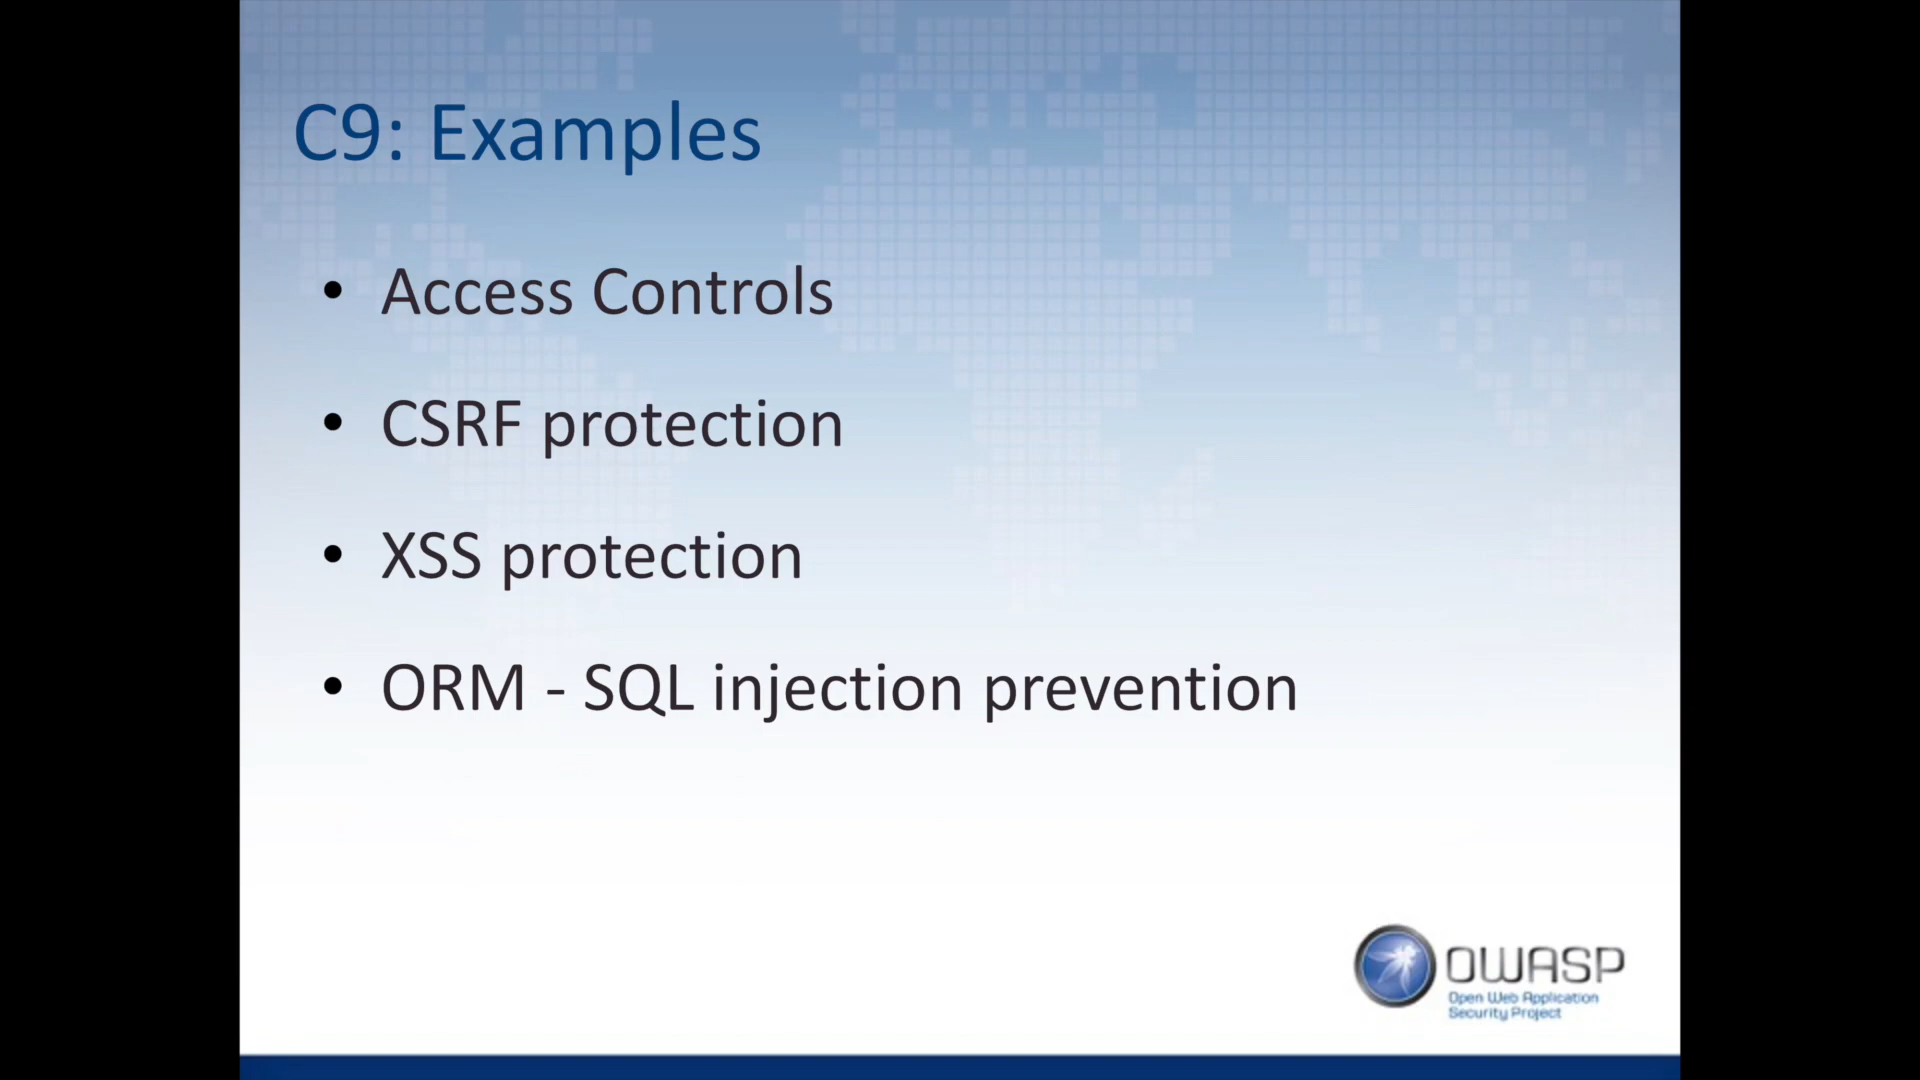 C9: Examples
• Access Controls
• CSRF protection
• XSS protection
• ORM - SQL injection prevention
OWASP
Open Web Application
Security Project